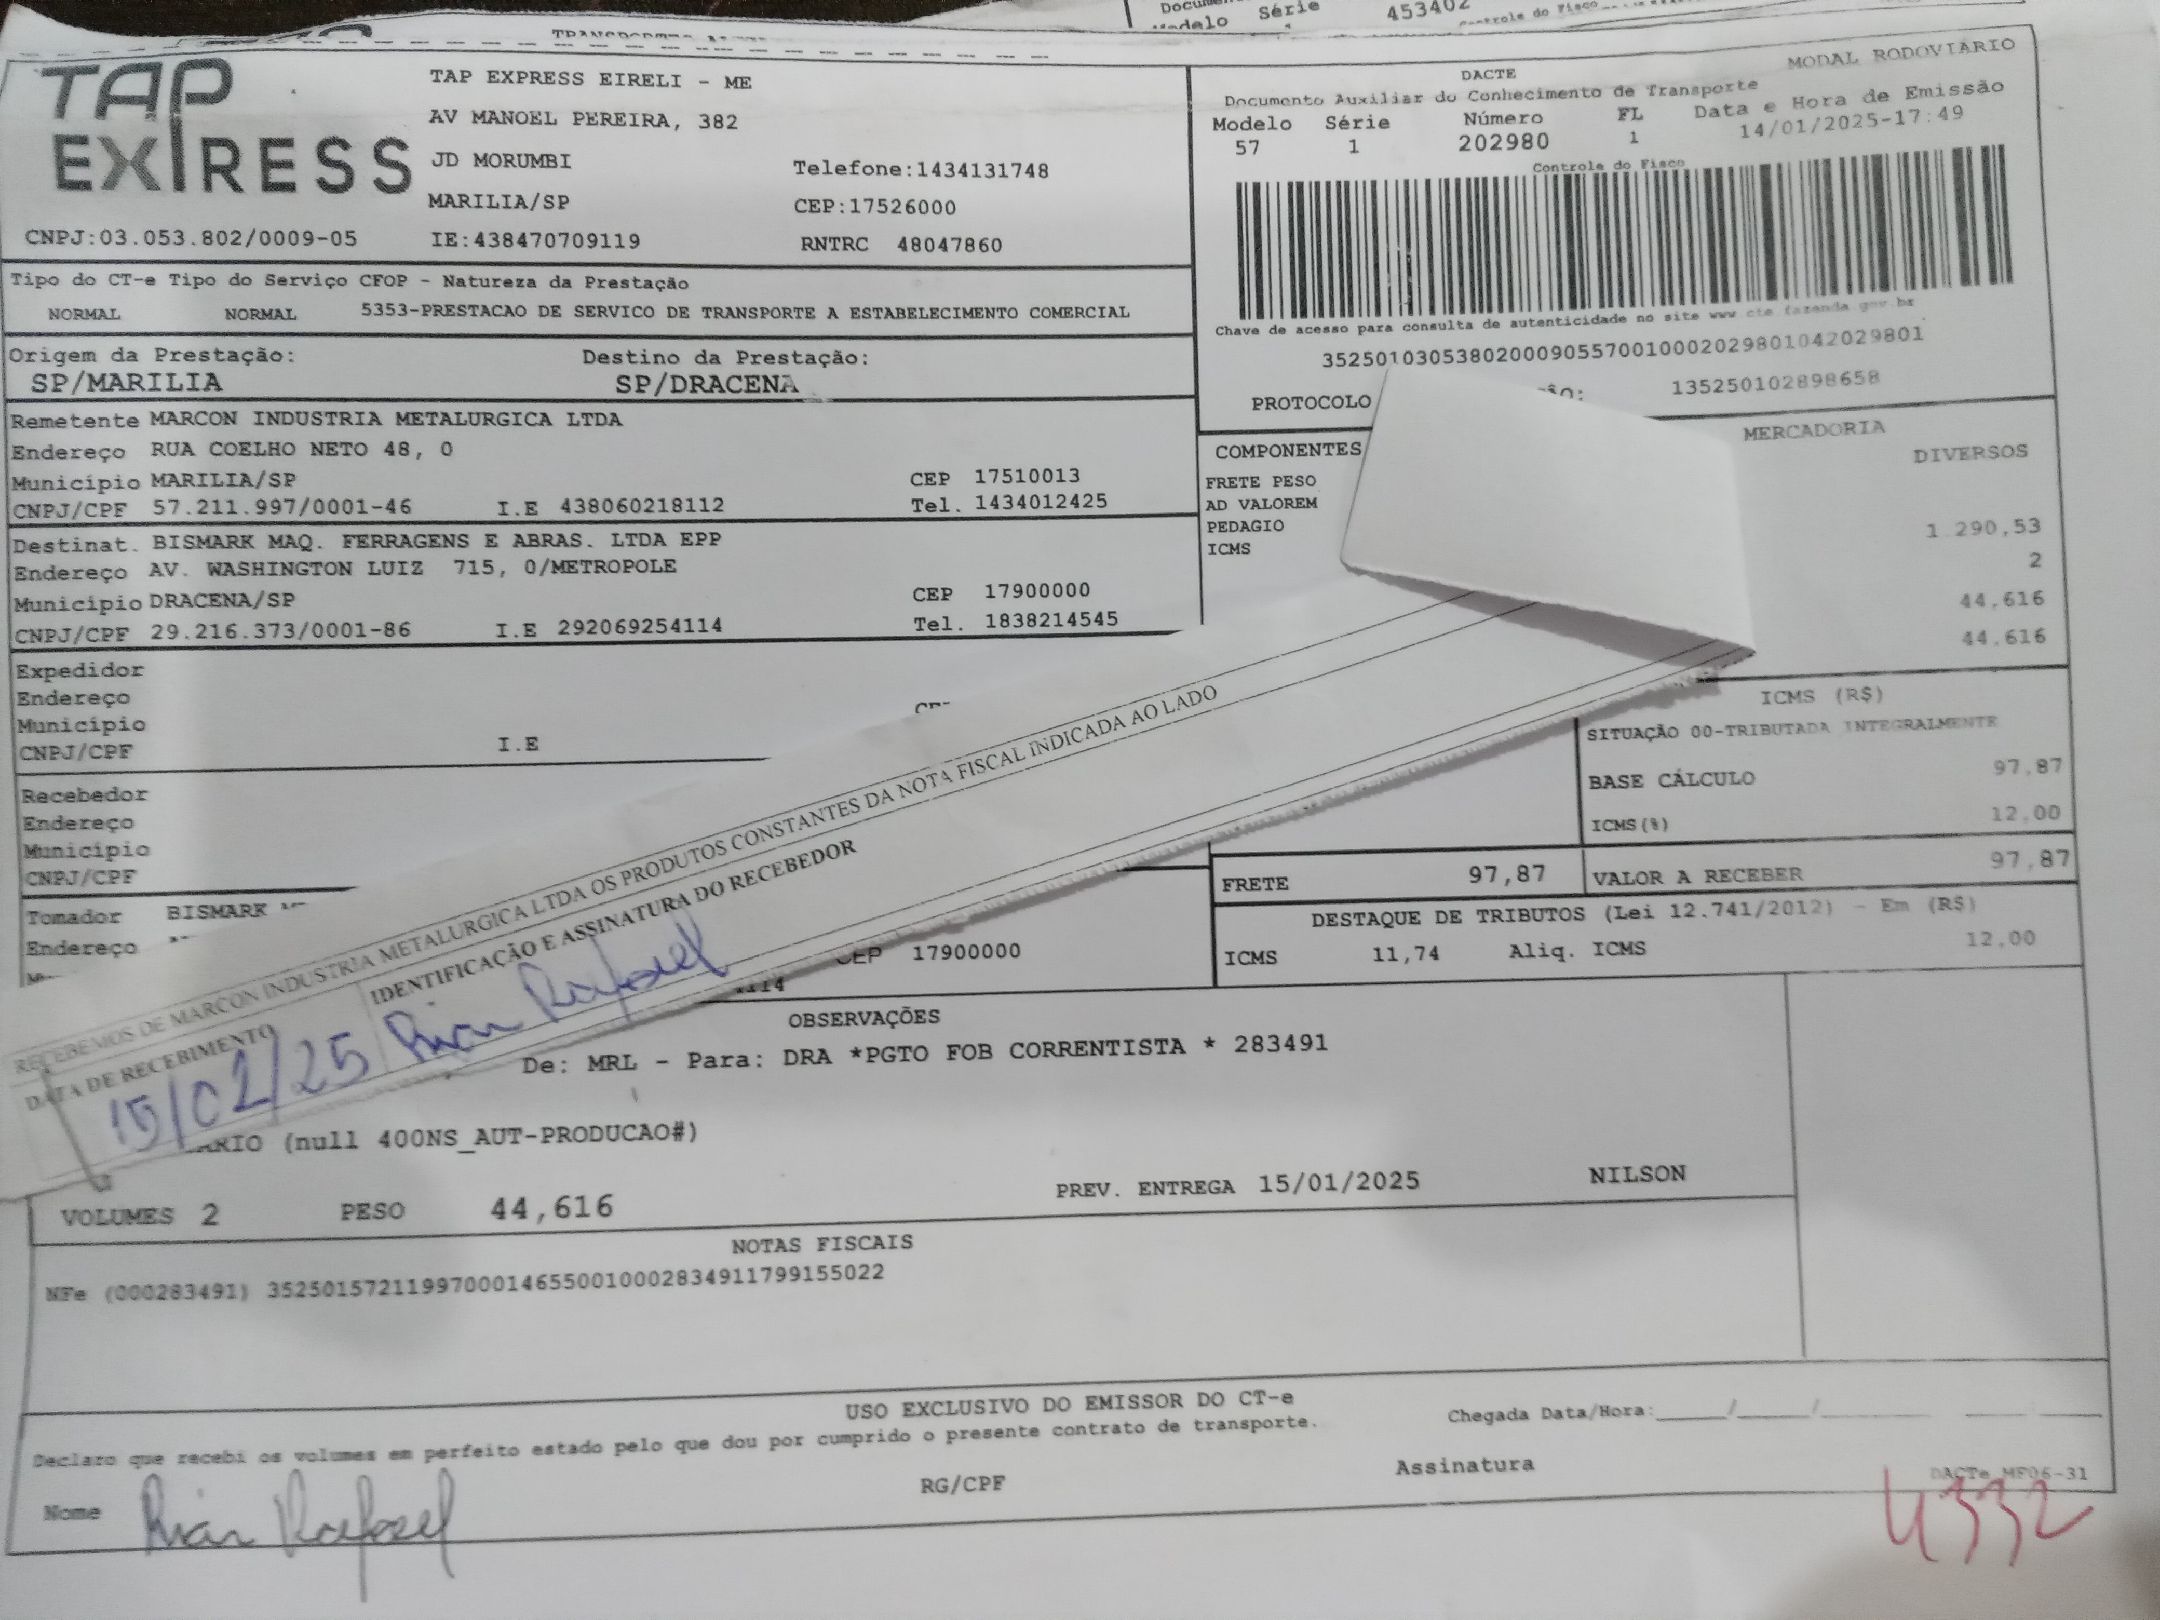 Série
453402
Modelo
TAP EXPRESS
TAP EXPRESS EIRELI - ME
AV MANOEL PEREIRA, 382
JD MORUMBI
Telefone:1434131748
MARILIA/SP
CEP:17526000
CNPJ:03.053.802/0009-05
IE:438470709119
RNTRC 48047860
DACTE
MODAL RODOVIARIO
Documento Auxiliar do Conhecimento de Transporte
Modelo Série Número FL Data e Hora de Emissão
57 1 202980 1 14/01/2025-17:49
Controle do Fisco
Chave de acesso para consulta de autenticidade no site www.cte.fazenda.gov.br
35250103053802000905570010002029801042029801
PROTOCOLO
135250102898658
Tipo do CT-e Tipo do Serviço CFOP - Natureza da Prestação
NORMAL NORMAL 5353-PRESTACAO DE SERVICO DE TRANSPORTE A ESTABELECIMENTO COMERCIAL
Origem da Prestação: Destino da Prestação:
SP/MARILIA SP/DRACENA
Remetente MARCON INDUSTRIA METALURGICA LTDA
Endereço RUA COELHO NETO 48, 0
Município MARILIA/SP CEP 17510013
CNPJ/CPF 57.211.997/0001-46 I.E 438060218112 Tel. 1434012425
Destinat. BISMARK MAQ. FERRAGENS E ABRAS. LTDA EPP
Endereço AV. WASHINGTON LUIZ 715, 0/METROPOLE
Município DRACENA/SP CEP 17900000
CNPJ/CPF 29.216.373/0001-86 I.E 292069254114 Tel. 1838214545
Expedidor
Endereço
Município
CNPJ/CPF I.E
Recebedor
Endereço
Município
CNPJ/CPF
Tomador BISMARK
Endereço
CEP 17900000
COMPONENTES
MERCADORIA
FRETE PESO
DIVERSOS
AD VALOREM
PEDAGIO
1.290,53
ICMS
2
44,616
44,616
ICMS (R$)
SITUAÇÃO 00-TRIBUTADA INTEGRALMENTE
BASE CÁLCULO 97,87
ICMS(%) 12,00
FRETE 97,87 VALOR A RECEBER 97,87
DESTAQUE DE TRIBUTOS (Lei 12.741/2012) - Em (R$)
ICMS 11,74 Aliq. ICMS 12,00
RECEBEMOS DE MARCON INDUSTRIA METALURGICA LTDA OS PRODUTOS CONSTANTES DA NOTA FISCAL INDICADA AO LADO
DATA DE RECEBIMENTO
IDENTIFICAÇÃO E ASSINATURA DO RECEBEDOR
Rian Rafael
OBSERVAÇÕES
De: MRL - Para: DRA *PGTO FOB CORRENTISTA * 283491
(null 400NS_AUT-PRODUCAO#)
VOLUMES 2 PESO 44,616 PREV. ENTREGA 15/01/2025 NILSON
NOTAS FISCAIS
NFe (000283491) 35250157211997000146550010002834911799155022
USO EXCLUSIVO DO EMISSOR DO CT-e
Declaro que recebi os volumes em perfeito estado pelo que dou por cumprido o presente contrato de transporte.
Chegada Data/Hora:
Nome Rian Rafael RG/CPF Assinatura
DACTe MF06-31
4332